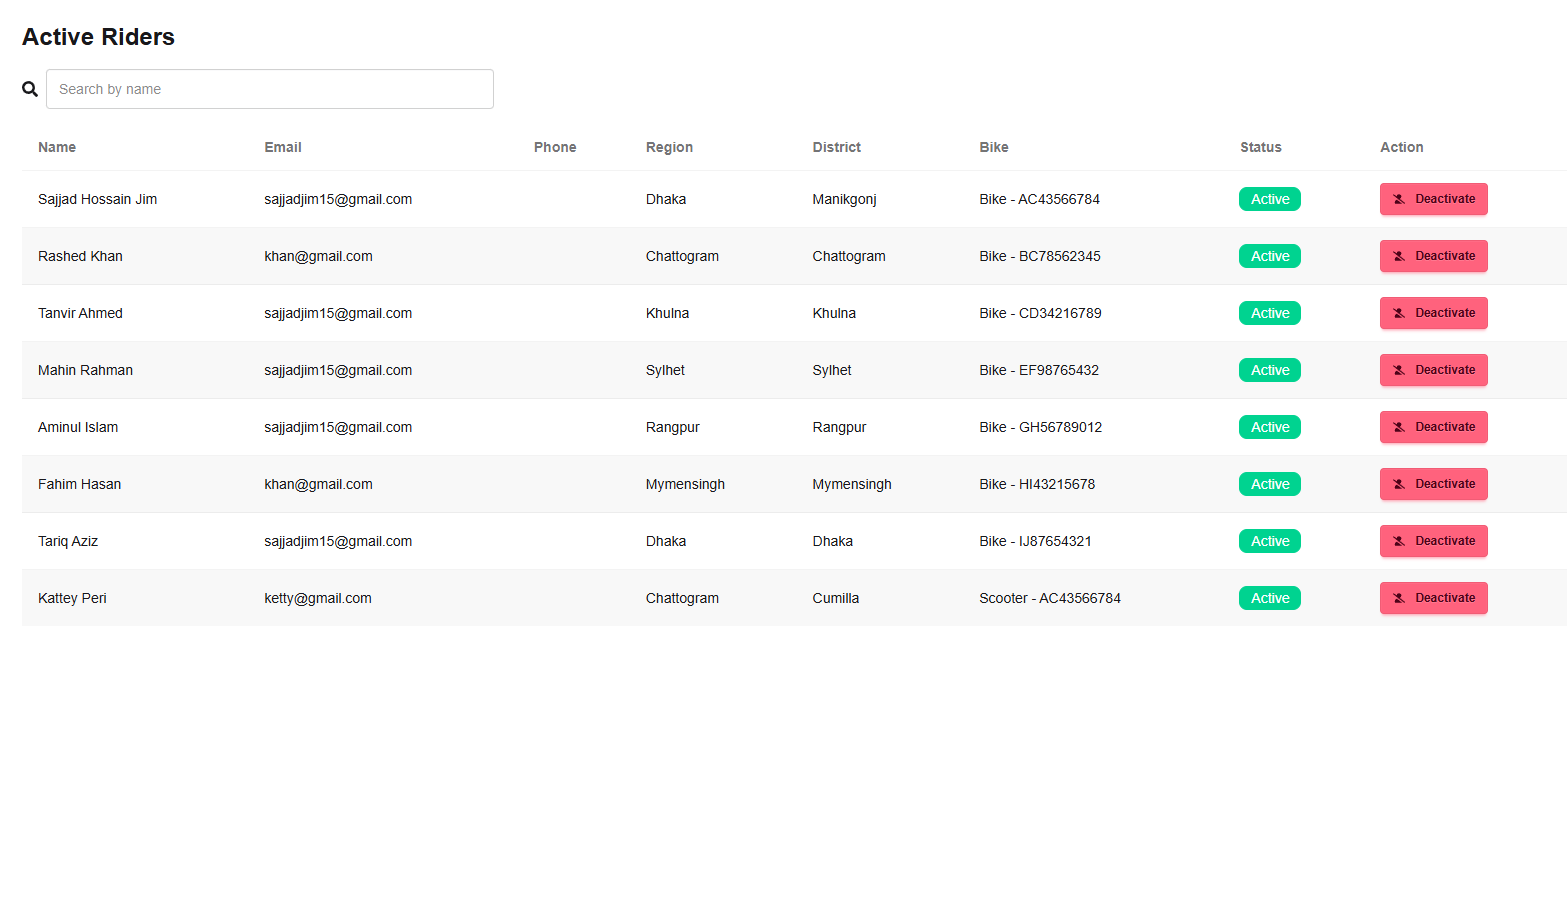 Active Riders
Search by name
Name Email Phone Region District Bike Status Action
Sajjad Hossain Jim sajjadjim15@gmail.com Dhaka Manikgonj Bike - AC43566784 Active Deactivate
Rashed Khan khan@gmail.com Chattogram Chattogram Bike - BC78562345 Active Deactivate
Tanvir Ahmed sajjadjim15@gmail.com Khulna Khulna Bike - CD34216789 Active Deactivate
Mahin Rahman sajjadjim15@gmail.com Sylhet Sylhet Bike - EF98765432 Active Deactivate
Aminul Islam sajjadjim15@gmail.com Rangpur Rangpur Bike - GH56789012 Active Deactivate
Fahim Hasan khan@gmail.com Mymensingh Mymensingh Bike - HI43215678 Active Deactivate
Tariq Aziz sajjadjim15@gmail.com Dhaka Dhaka Bike - IJ87654321 Active Deactivate
Kattey Peri ketty@gmail.com Chattogram Cumilla Scooter - AC43566784 Active Deactivate